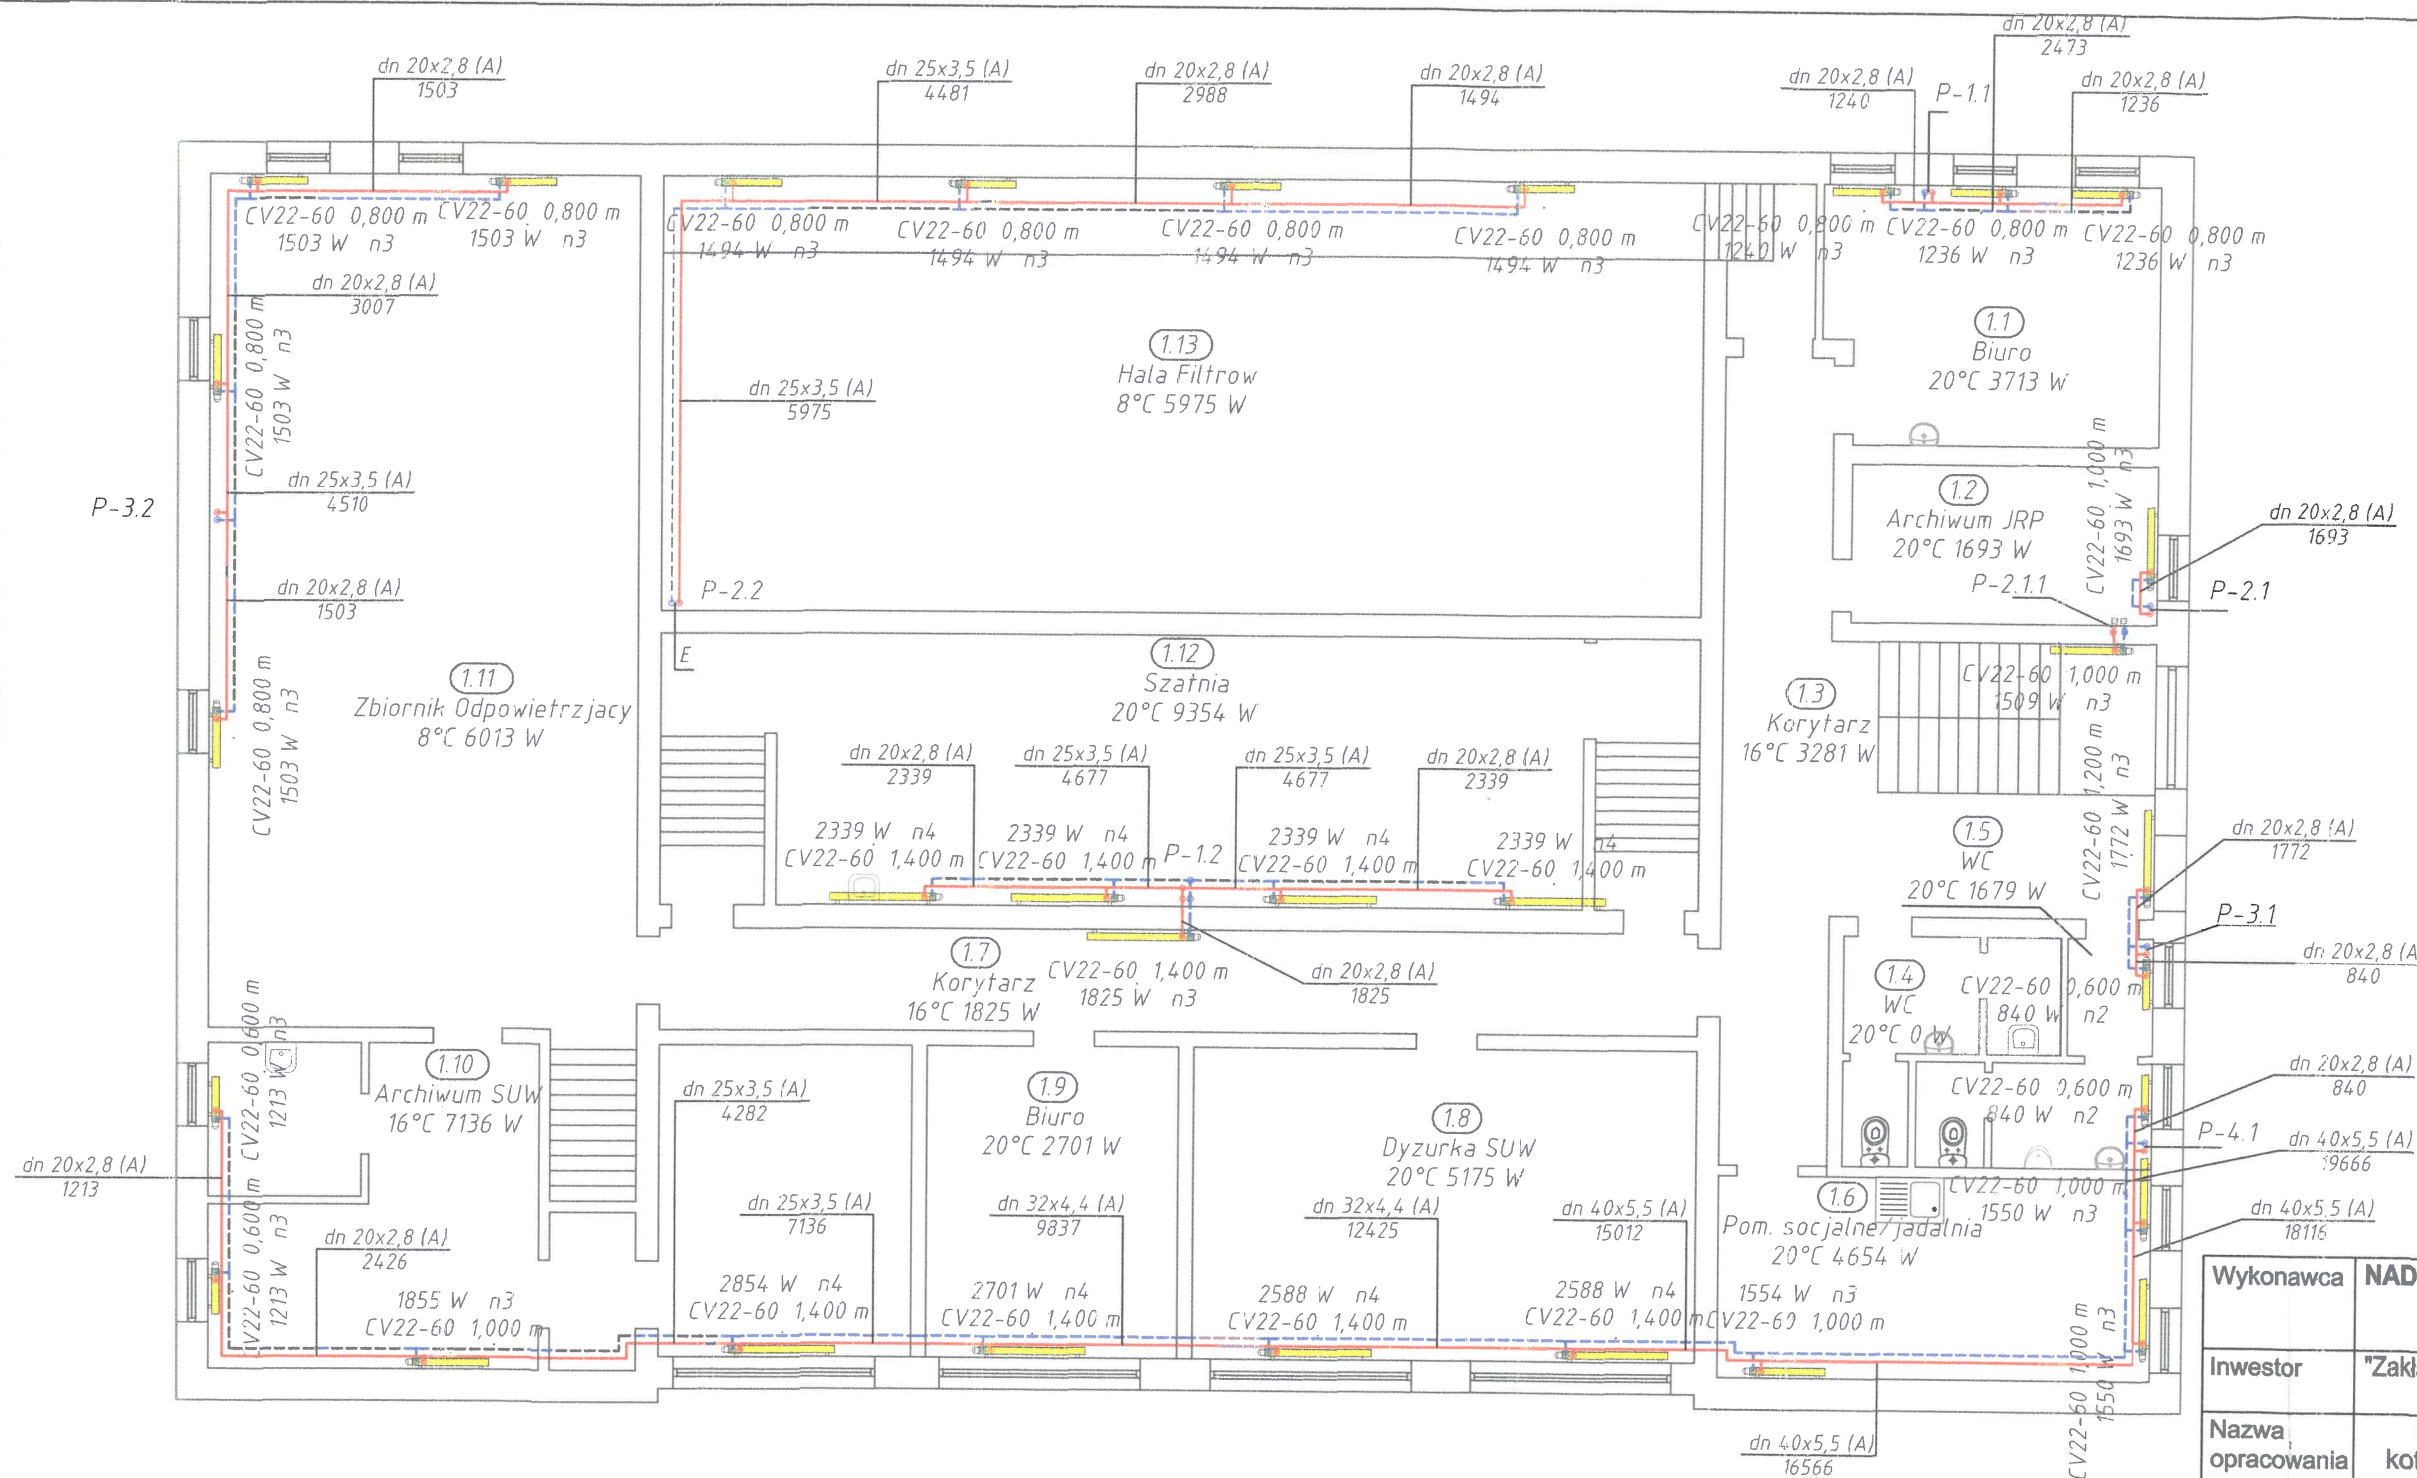 dn 20x2,8 (A)
1503
dn 25x3,5 (A)
4481
dn 20x2,8 (A)
2988
dn 20x2,8 (A)
1494
dn 20x2,8 (A)
1240
P-1.1
dn 20x2,8 (A)
2473
dn 20x2,8 (A)
1236
CV22-60 0,800 m
1503 W n3
CV22-60 0,800 m
1503 W n3
CV22-60 0,800 m
1494 W n3
CV22-60 0,800 m
1494 W n3
CV22-60 0,800 m
1494 W n3
CV22-60 0,800 m
1494 W n3
CV22-60 0,800 m
1240 W n3
CV22-60 0,800 m
1236 W n3
CV22-60 0,800 m
1236 W n3
dn 20x2,8 (A)
3007
CV22-60 0,800 m
1503 W n3
dn 25x3,5 (A)
4510
P-3.2
dn 20x2,8 (A)
1503
CV22-60 0,800 m
1503 W n3
1.11
Zbiornik Odpowietrzjacy
8°C 6013 W
1.13
Hala Filtrow
8°C 5975 W
dn 25x3,5 (A)
5975
P-2.2
E
1.1
Biuro
20°C 3713 W
1.2
Archiwum JRP
20°C 1693 W
CV22-60 1,000 m
1693 W n3
dn 20x2,8 (A)
1693
P-2.1.1
P-2.1
CV22-60 1,000 m
1509 W n3
1.3
Korytarz
16°C 3281 W
CV22-60 1,200 m
1772 W n3
1.12
Szatnia
20°C 9354 W
dn 20x2,8 (A)
2339
dn 25x3,5 (A)
4677
dn 25x3,5 (A)
4677
dn 20x2,8 (A)
2339
2339 W n4
CV22-60 1,400 m
2339 W n4
CV22-60 1,400 m
P-1.2
2339 W n4
CV22-60 1,400 m
2339 W n4
CV22-60 1,400 m
1.5
WC
20°C 1679 W
dn 20x2,8 (A)
1772
P-3.1
dn 20x2,8 (A
840
1.7
Korytarz
16°C 1825 W
CV22-60 1,400 m
1825 W n3
dn 20x2,8 (A)
1825
1.4
WC
20°C 0 W
CV22-60 0,600 m
840 W n2
CV22-60 0,600 m
840 W n2
dn 20x2,8 (A)
840
P-4.1
dn 40x5,5 (A)
19666
dn 40x5,5 (A)
18116
CV22-60 0,600 m
1213 W n3
1.10
Archiwum SUW
16°C 7136 W
dn 20x2,8 (A)
1213
V22-60 0,600 m
1213 W n3
dn 20x2,8 (A)
2426
1855 W n3
CV22-60 1,000 m
dn 25x3,5 (A)
4282
dn 25x3,5 (A)
7136
2854 W n4
CV22-60 1,400 m
1.9
Biuro
20°C 2701 W
dn 32x4,4 (A)
9837
2701 W n4
CV22-60 1,400 m
1.8
Dyzurka SUW
20°C 5175 W
dn 32x4,4 (A)
12425
dn 40x5,5 (A)
15012
2588 W n4
CV22-60 1,400 m
2588 W n4
CV22-60 1,400 m
1.6
Pom. socjalne/jadalnia
20°C 4654 W
CV22-60 1,000 m
1550 W n3
1554 W n3
CV22-60 1,000 m
CV22-60 1,000 m
1550 W n3
dn 40x5,5 (A)
16566
Wykonawca NAD
Inwestor "Zakł
Nazwa
opracowania kot